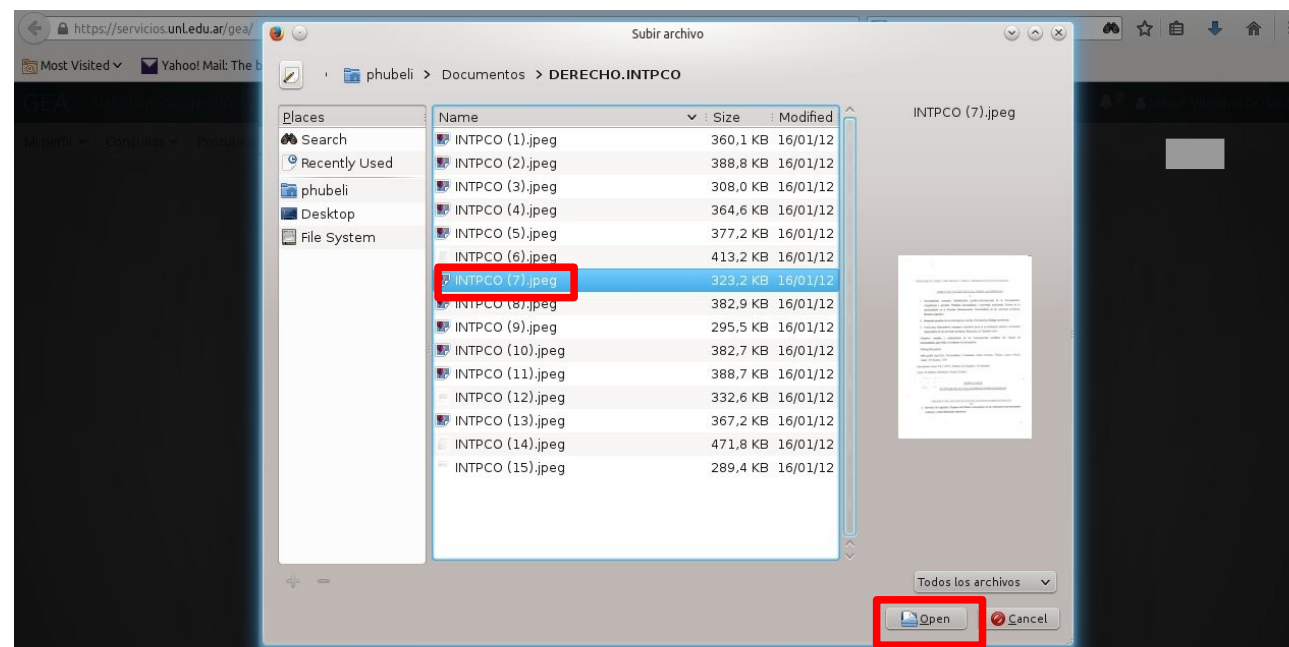 https://servicios.unl.edu.ar/gea/
Subir archivo
Most Visited
Yahoo! Mail: The b
phubeli > Documentos > DERECHO.INTPCO
GEA
Mi perfil Consultas
Places
Search
Recently Used
phubeli
Desktop
File System
Name Size Modified
INTPCO (1).jpeg 360,1 KB 16/01/12
INTPCO (2).jpeg 388,8 KB 16/01/12
INTPCO (3).jpeg 308,0 KB 16/01/12
INTPCO (4).jpeg 364,6 KB 16/01/12
INTPCO (5).jpeg 377,2 KB 16/01/12
INTPCO (6).jpeg 413,2 KB 16/01/12
INTPCO (7).jpeg 323,2 KB 16/01/12
INTPCO (8).jpeg 382,9 KB 16/01/12
INTPCO (9).jpeg 295,5 KB 16/01/12
INTPCO (10).jpeg 382,7 KB 16/01/12
INTPCO (11).jpeg 388,7 KB 16/01/12
INTPCO (12).jpeg 332,6 KB 16/01/12
INTPCO (13).jpeg 367,2 KB 16/01/12
INTPCO (14).jpeg 471,8 KB 16/01/12
INTPCO (15).jpeg 289,4 KB 16/01/12
INTPCO (7).jpeg
Todos los archivos
Open
Cancel